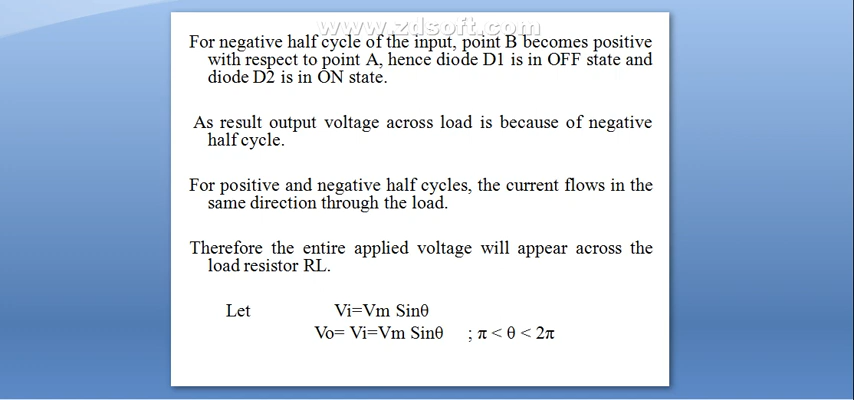 www.zdsoft.com
For negative half cycle of the input, point B becomes positive
with respect to point A, hence diode D1 is in OFF state and
diode D2 is in ON state.
As result output voltage across load is because of negative
half cycle.
For positive and negative half cycles, the current flows in the
same direction through the load.
Therefore the entire applied voltage will appear across the
load resistor RL.
Let Vi=Vm Sinθ
Vo= Vi=Vm Sinθ ; π < θ < 2π